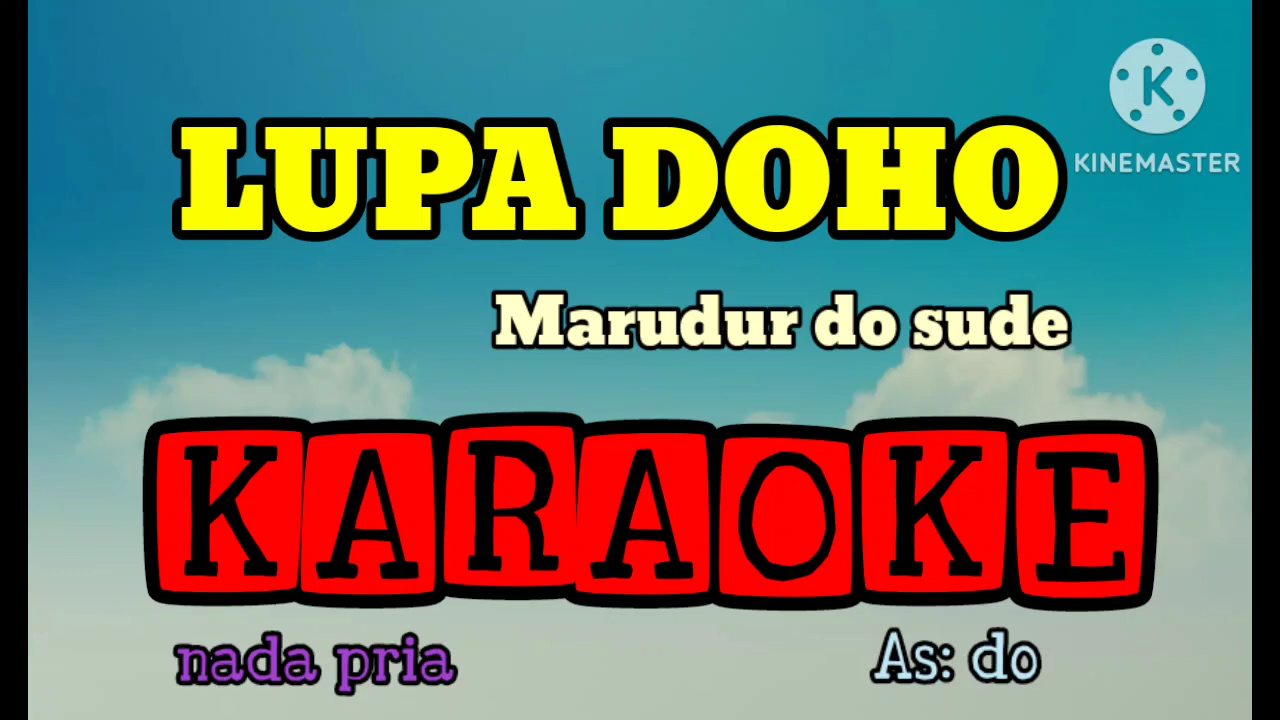 LUPA DOHO
KINEMASTER
Marudur do sude
KARAOKE
nada pria
As: do